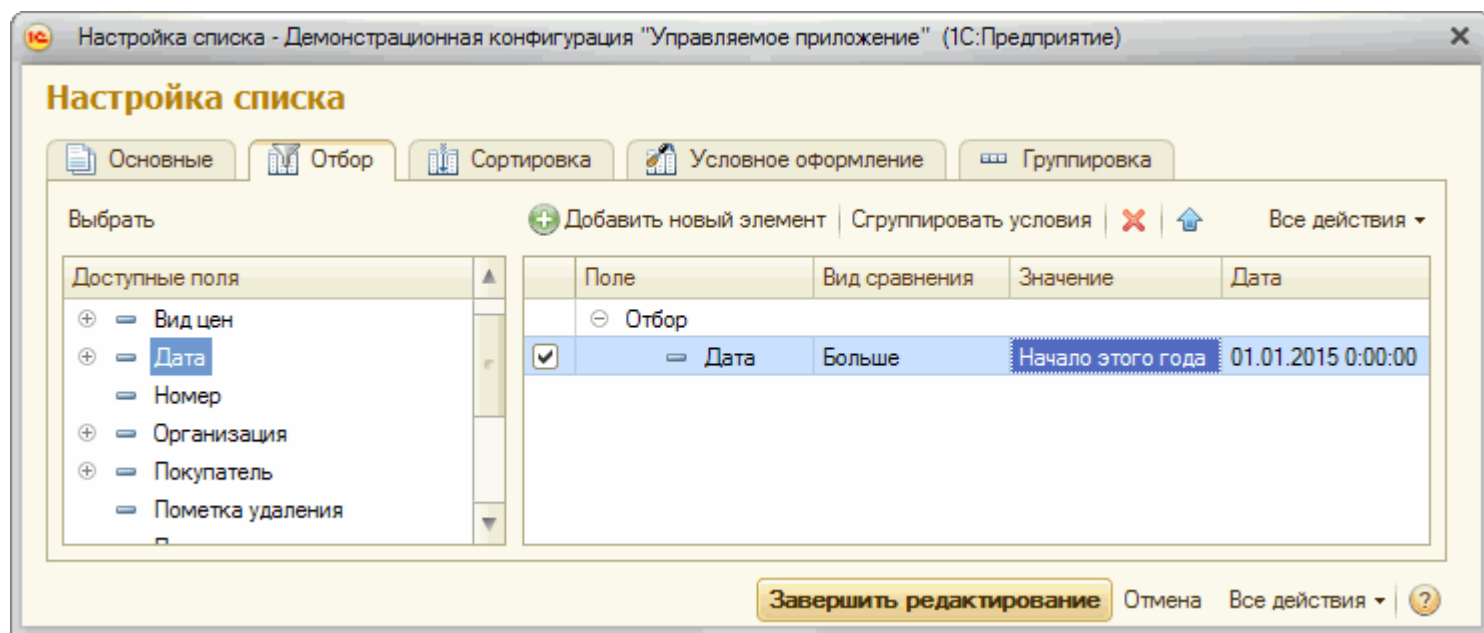 Настройка списка - Демонстрационная конфигурация "Управляемое приложение" (1С:Предприятие)
Настройка списка
Основные Отбор Сортировка Условное оформление Группировка
Выбрать Добавить новый элемент Сгруппировать условия Все действия
Доступные поля Поле Вид сравнения Значение Дата
Вид цен Отбор
Дата Дата Больше Начало этого года 01.01.2015 0:00:00
Номер
Организация
Покупатель
Пометка удаления
Завершить редактирование Отмена Все действия ?